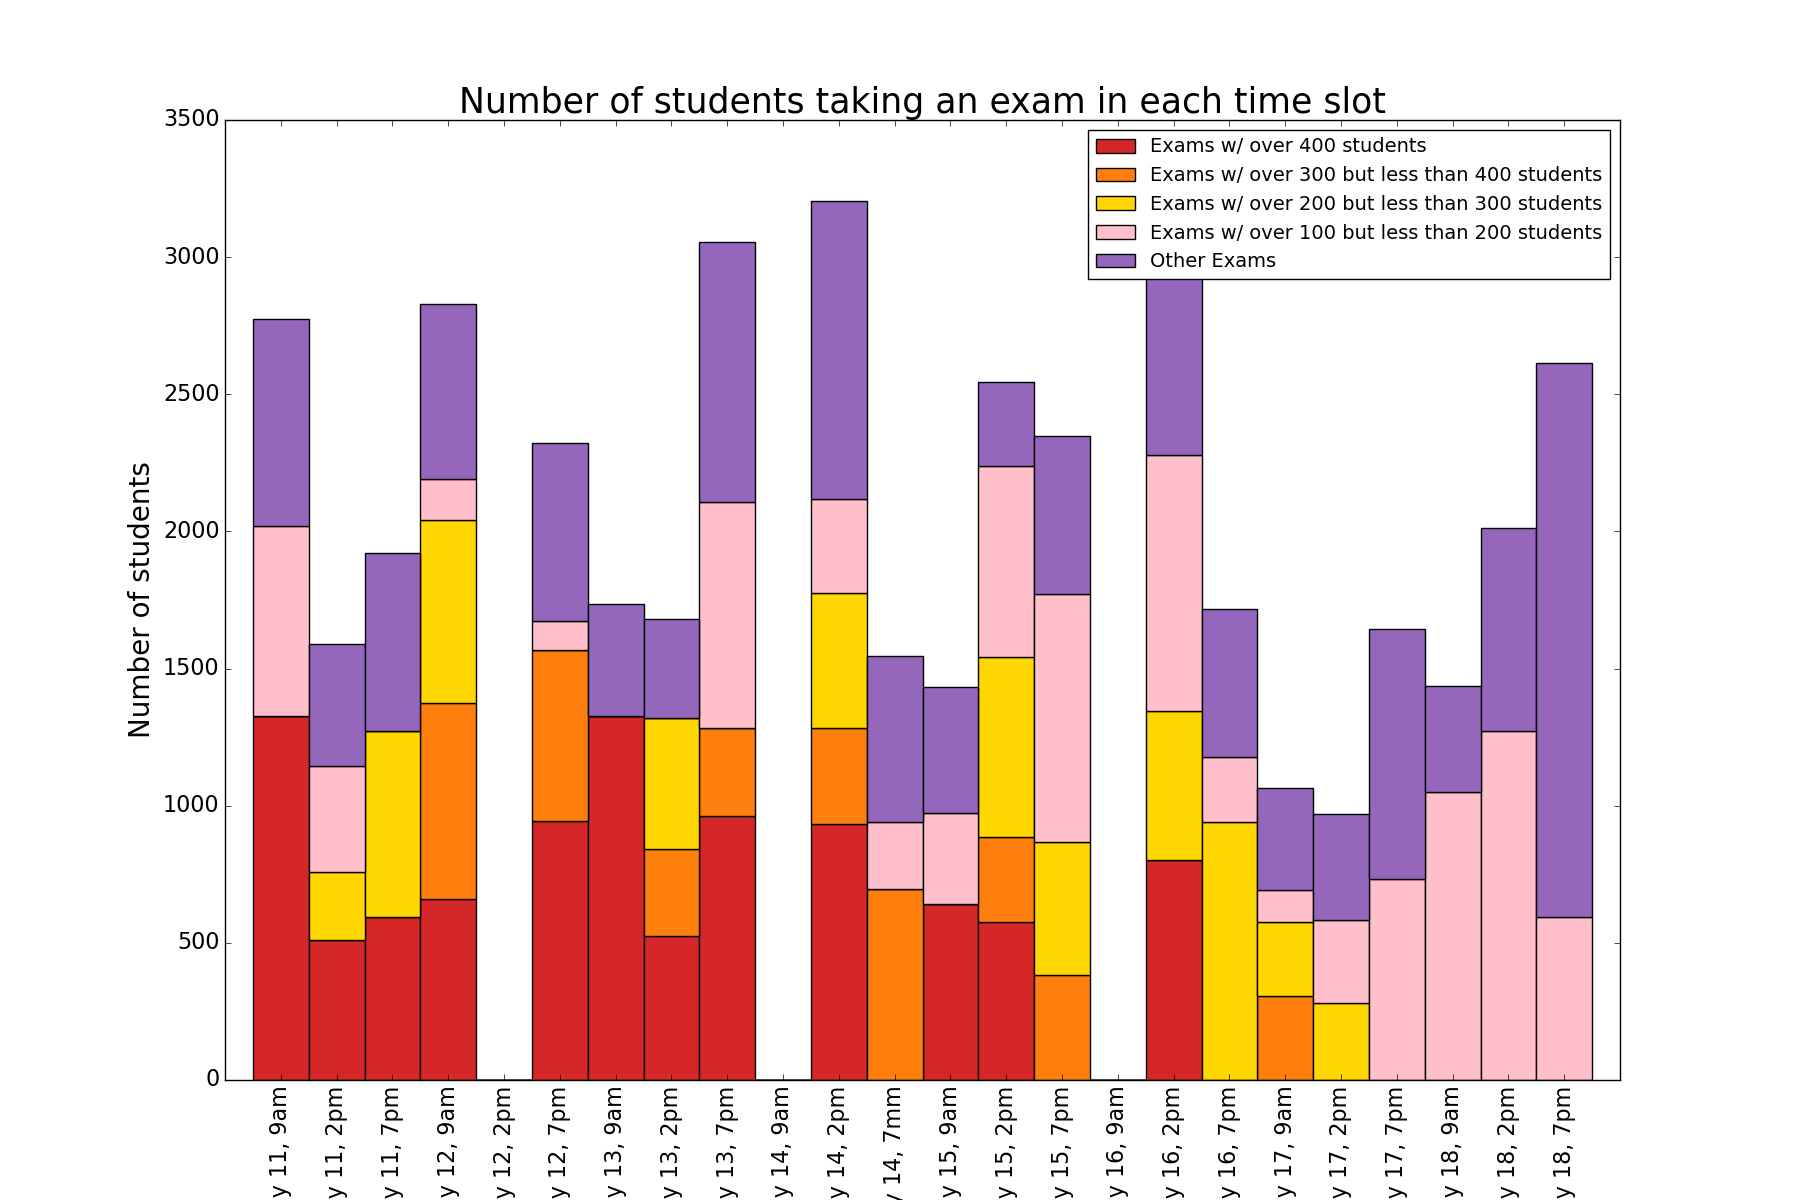 Number of students taking an exam in each time slot
Exams w/ over 400 students
Exams w/ over 300 but less than 400 students
Exams w/ over 200 but less than 300 students
Exams w/ over 100 but less than 200 students
Other Exams
Number of students
3500
3000
2500
2000
1500
1000
500
0
y 11, 9am
y 11, 2pm
y 11, 7pm
y 12, 9am
y 12, 2pm
y 12, 7pm
y 13, 9am
y 13, 2pm
y 13, 7pm
y 14, 9am
y 14, 2pm
y 14, 7mm
y 15, 9am
y 15, 2pm
y 15, 7pm
y 16, 9am
y 16, 2pm
y 16, 7pm
y 17, 9am
y 17, 2pm
y 17, 7pm
y 18, 9am
y 18, 2pm
y 18, 7pm